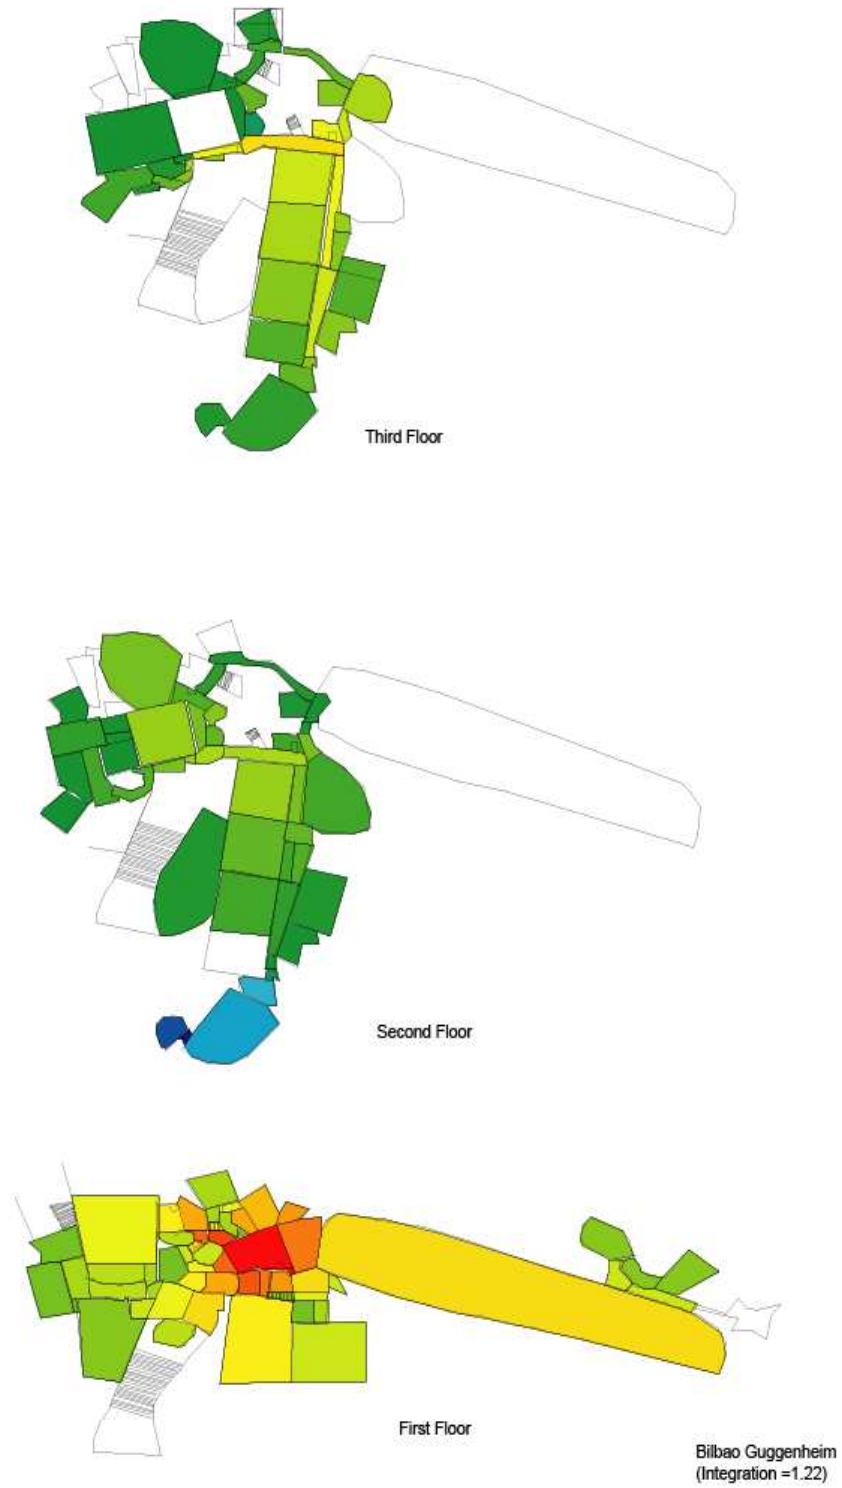 Third Floor
Second Floor
First Floor
Bilbao Guggenheim
(Integration =1.22)